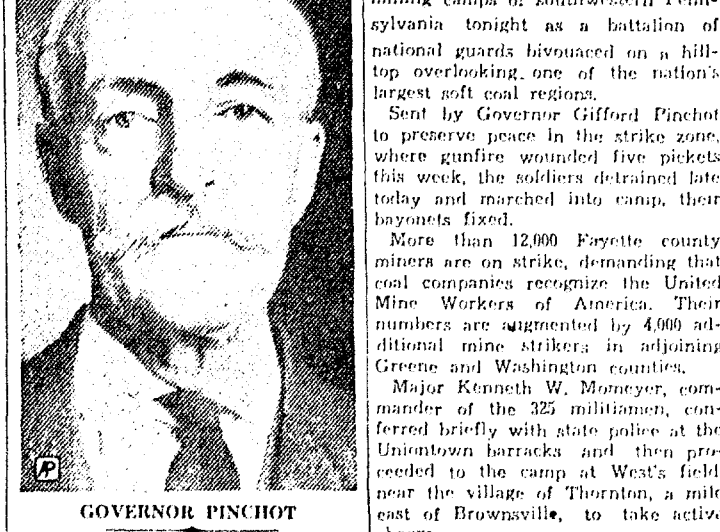 mining camps of southwestern Penn-
sylvania tonight as a battalion of
national guards bivouaced on a hill-
top overlooking one of the nation's
largest soft coal regions.
Sent by Governor Gifford Pinchot
to preserve peace in the strike zone,
where gunfire wounded five pickets
this week, the soldiers detrained late
today and marched into camp, their
bayonets fixed.
More than 12,000 Fayette county
miners are on strike, demanding that
coal companies recognize the United
Mine Workers of America. Their
numbers are augmented by 4,000 ad-
ditional mine strikers in adjoining
Greene and Washington counties.
Major Kenneth W. Momeyer, com-
mander of the 325 militiamen, con-
ferred briefly with state police at the
Uniontown barracks and then pro-
ceeded to the camp at West's field
near the village of Thornton, a mile
east of Brownsville, to take active
AP
GOVERNOR PINCHOT